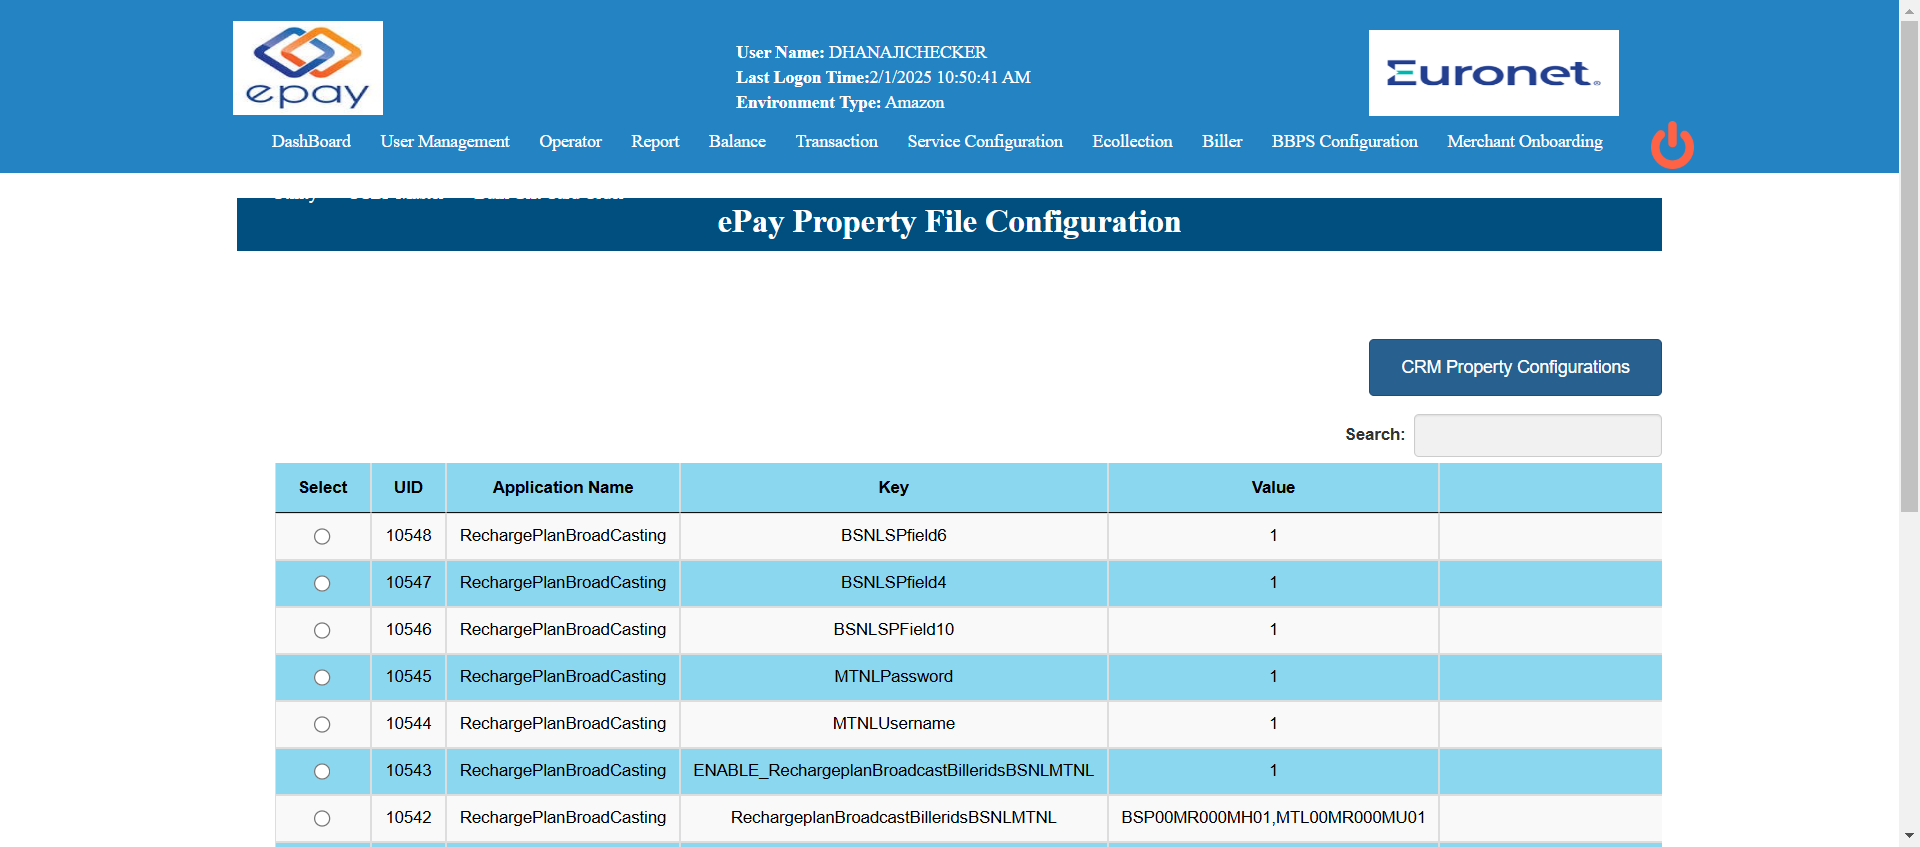 epay
User Name: DHANAJICHECKER
Last Logon Time:2/1/2025 10:50:41 AM
Environment Type: Amazon
Euronet
DashBoard User Management Operator Report Balance Transaction Service Configuration Ecollection Biller BBPS Configuration Merchant Onboarding
ePay Property File Configuration
CRM Property Configurations
Search:
Select UID Application Name Key Value
10548 RechargePlanBroadCasting BSNLSPfield6 1
10547 RechargePlanBroadCasting BSNLSPfield4 1
10546 RechargePlanBroadCasting BSNLSPField10 1
10545 RechargePlanBroadCasting MTNLPassword 1
10544 RechargePlanBroadCasting MTNLUsername 1
10543 RechargePlanBroadCasting ENABLE_RechargeplanBroadcastBilleridsBSNLMTNL 1
10542 RechargePlanBroadCasting RechargeplanBroadcastBilleridsBSNLMTNL BSP00MR000MH01,MTL00MR000MU01